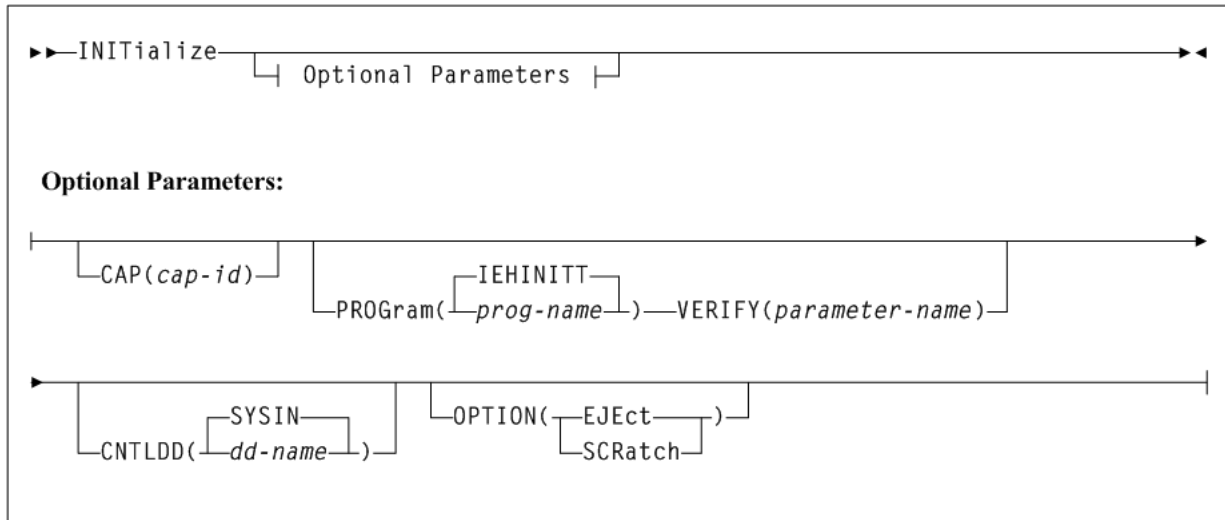 INITialize
Optional Parameters
Optional Parameters:
CAP(cap-id)
IEHINITT
PROGram( prog-name ) VERIFY(parameter-name)
SYSIN
CNTLDD( dd-name )
OPTION( EJEct )
SCRatch